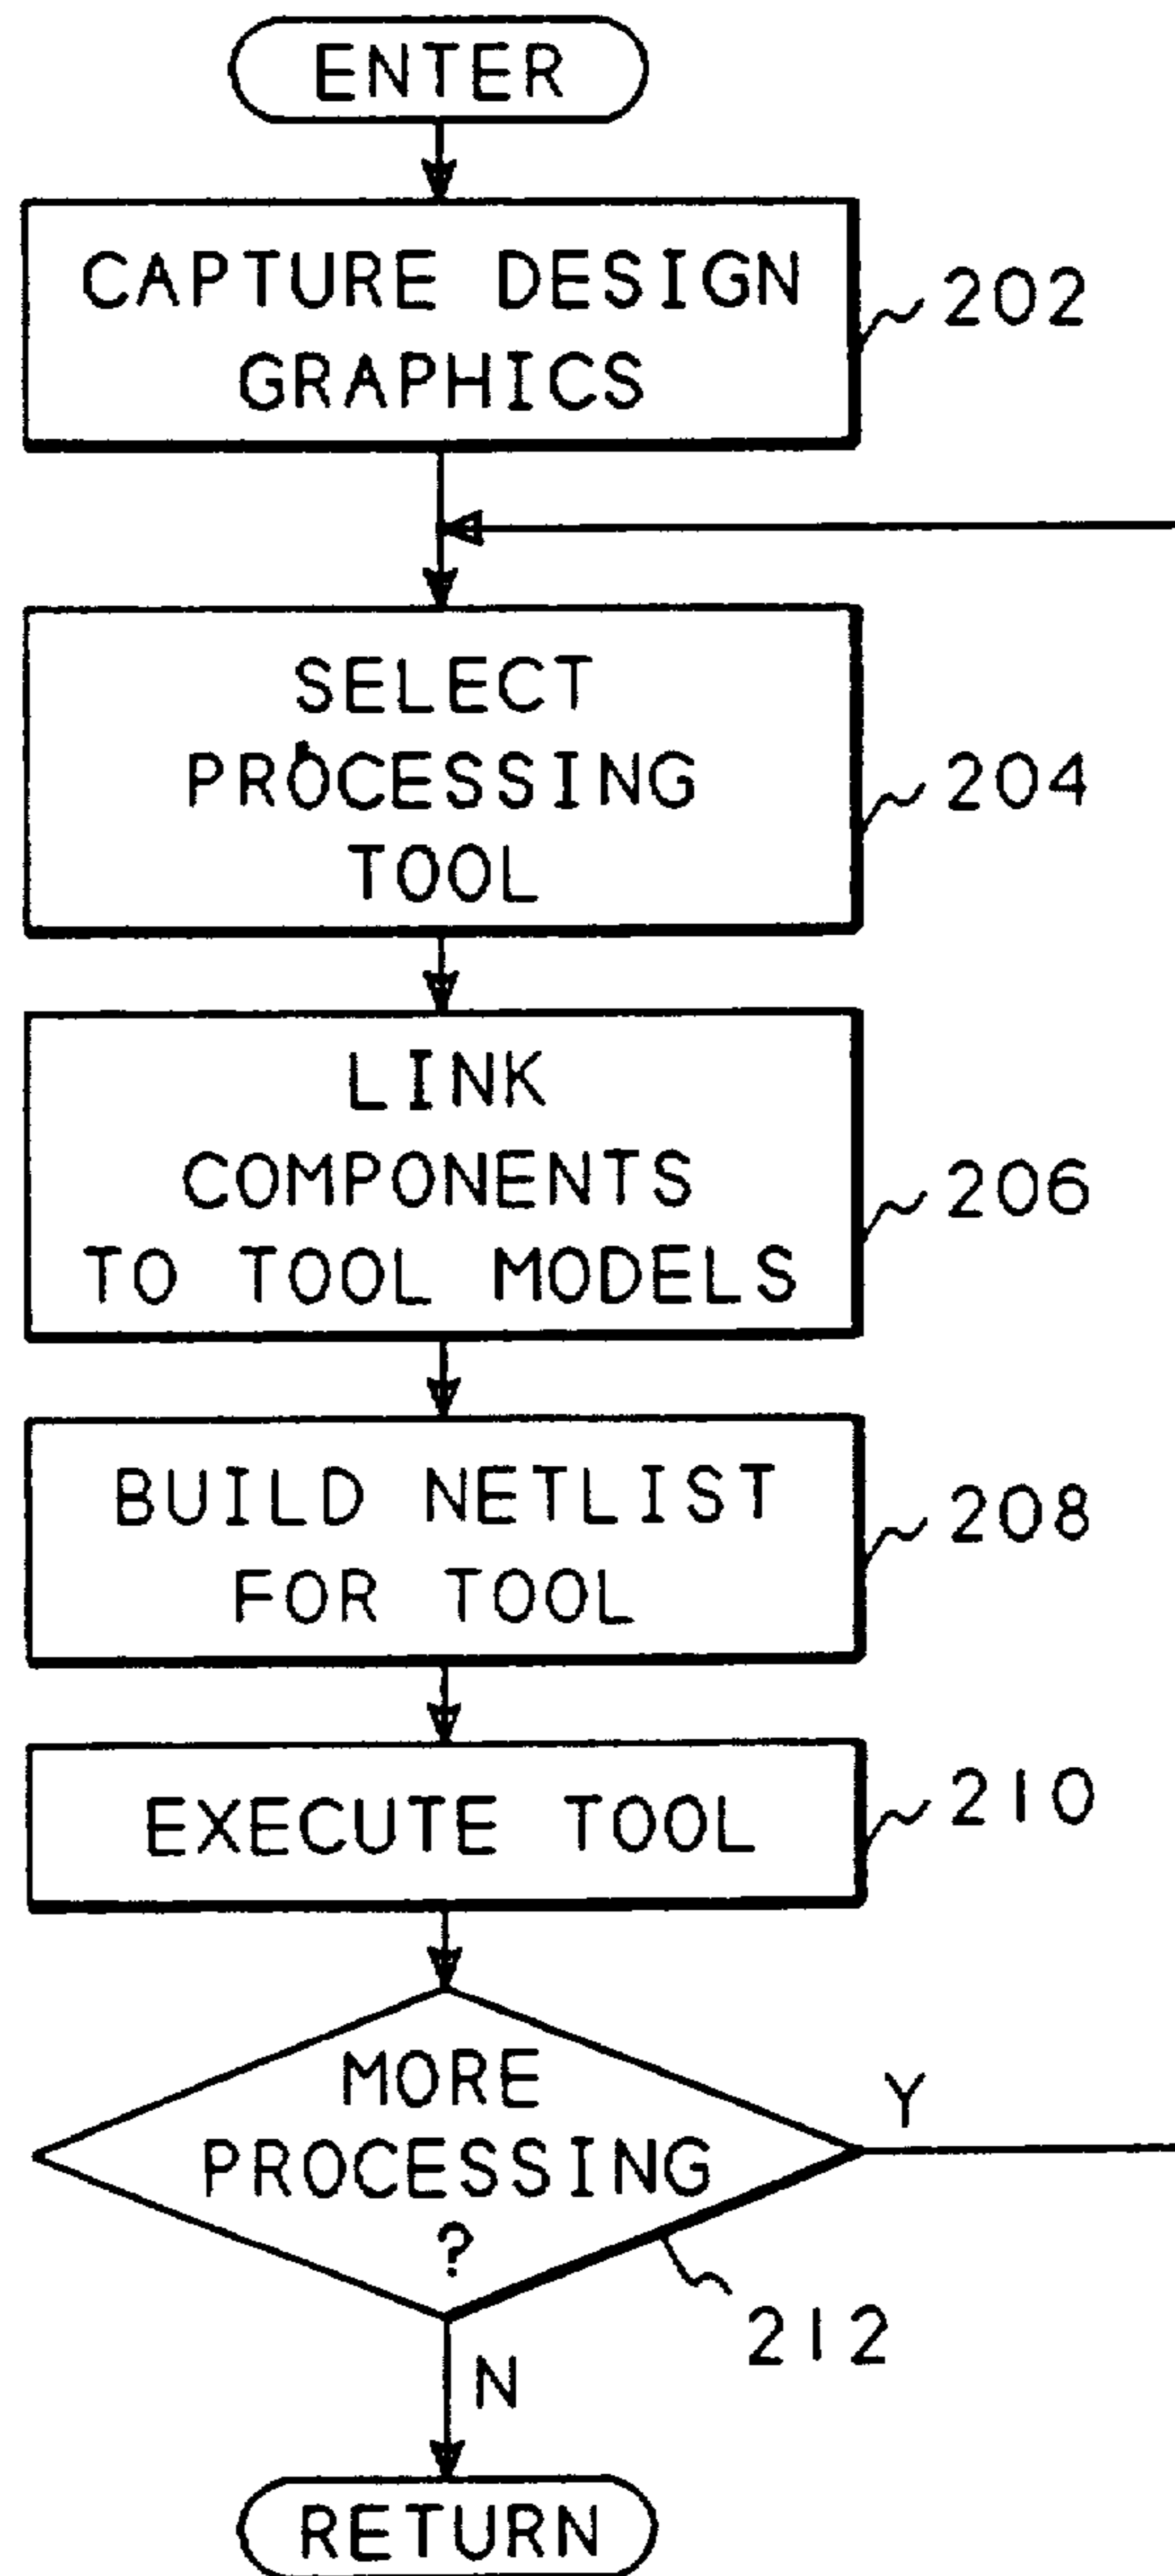 ENTER
CAPTURE DESIGN
GRAPHICS
202
SELECT
PROCESSING
TOOL
204
LINK
COMPONENTS
TO TOOL MODELS
206
BUILD NETLIST
FOR TOOL
208
EXECUTE TOOL
210
MORE
PROCESSING
?
Y
212
N
RETURN